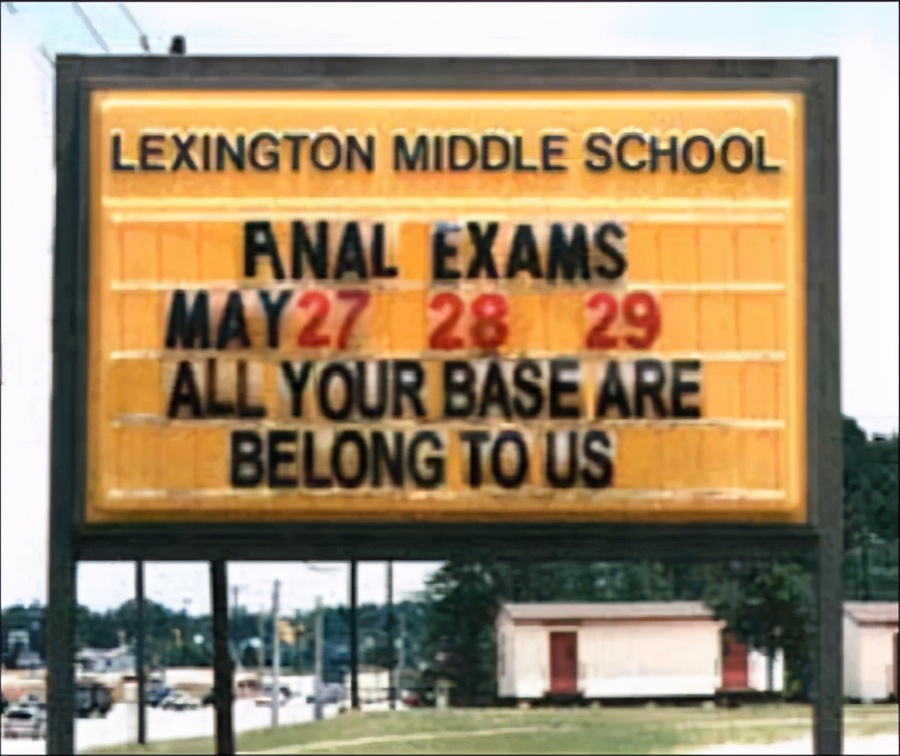 LEXINGTON MIDDLE SCHOOL
FINAL EXAMS
MAY 27 28 29
ALL YOUR BASE ARE
BELONG TO US